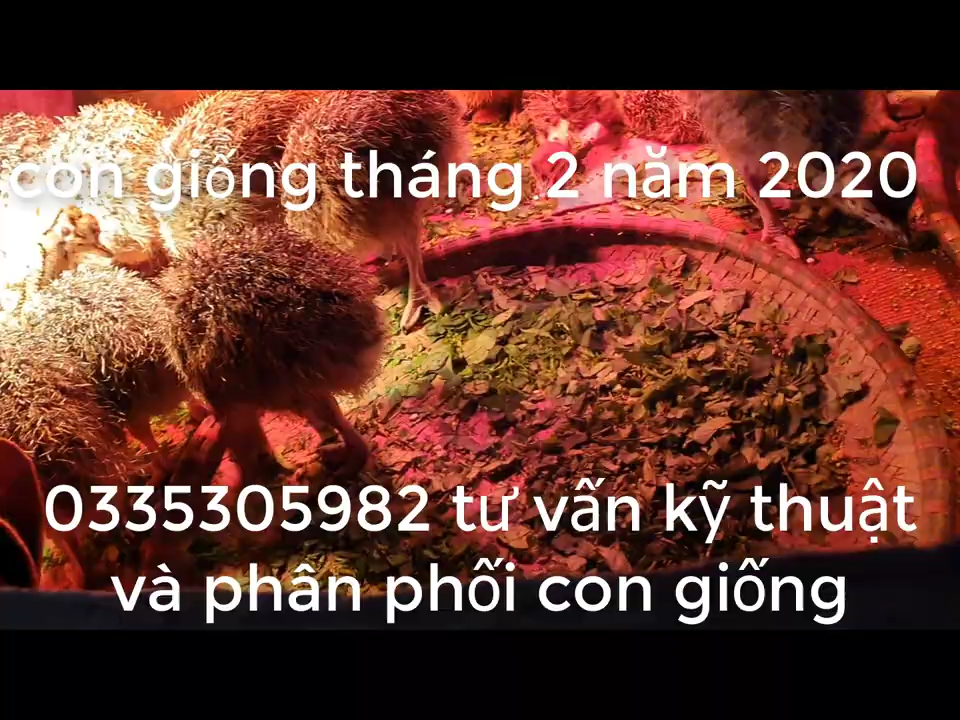 con giống tháng 2 năm 2020
0335305982 tư vấn kỹ thuật
và phân phối con giống